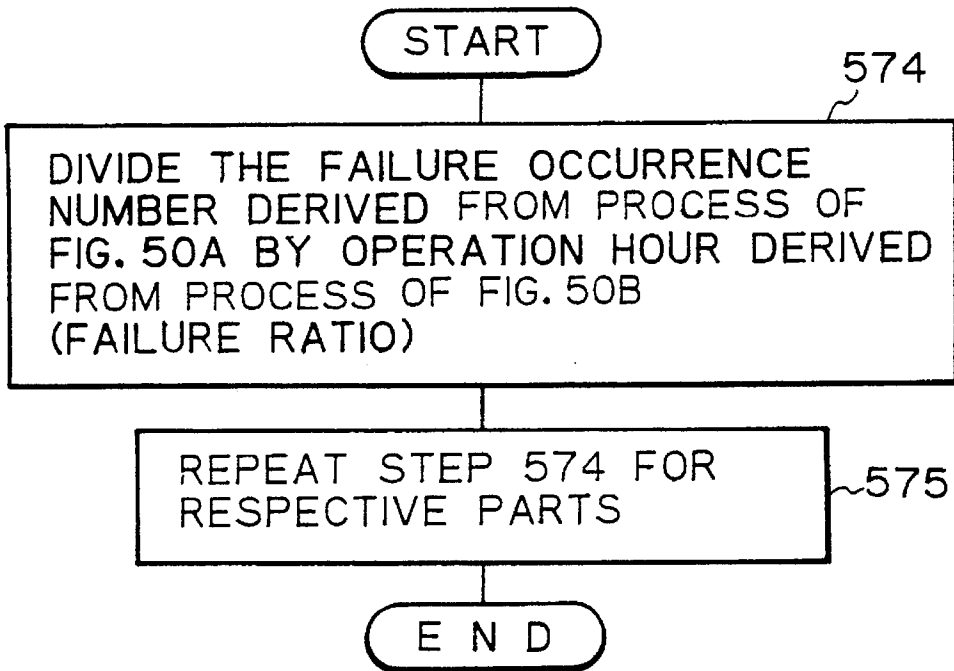 START
574
DIVIDE THE FAILURE OCCURRENCE
NUMBER DERIVED FROM PROCESS OF
FIG. 50A BY OPERATION HOUR DERIVED
FROM PROCESS OF FIG. 50B
(FAILURE RATIO)
REPEAT STEP 574 FOR
RESPECTIVE PARTS
575
E N D